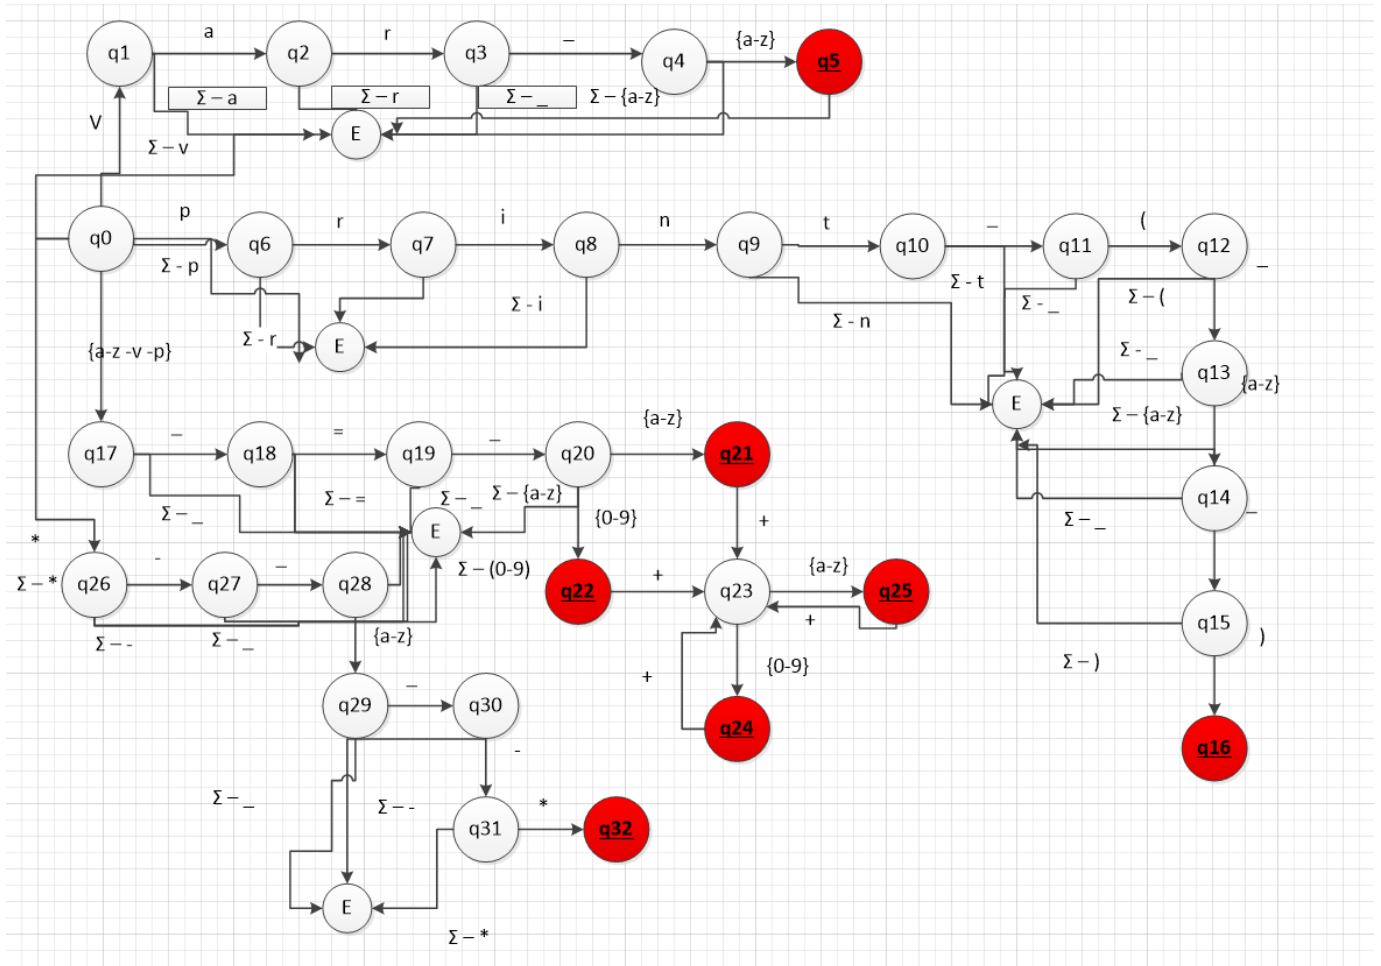 q1 a q2 r q3 _ q4 {a-z} q5
Σ – a Σ – r Σ – _ Σ – {a-z}
V Σ – v E
q0 p q6 r q7 i q8 n q9 t q10 _ q11 ( q12 _
Σ - p Σ - t Σ - _ Σ – (
Σ - r E Σ - i Σ - n
{a-z -v -p} Σ - _ q13 {a-z}
E Σ – {a-z}
q17 _ q18 = q19 _ q20 {a-z} q21
Σ – _ Σ – = Σ – _ Σ – {a-z} q14 _
E {0-9} + Σ – _
* Σ – * q26 - q27 _ q28 Σ – (0-9) q22 + q23 {a-z} q25
Σ – - Σ – _ {a-z} + q15 )
+ {0-9} Σ – )
q29 _ q30 q24 q16
-
Σ – _ Σ – - q31 * q32
E
Σ – *